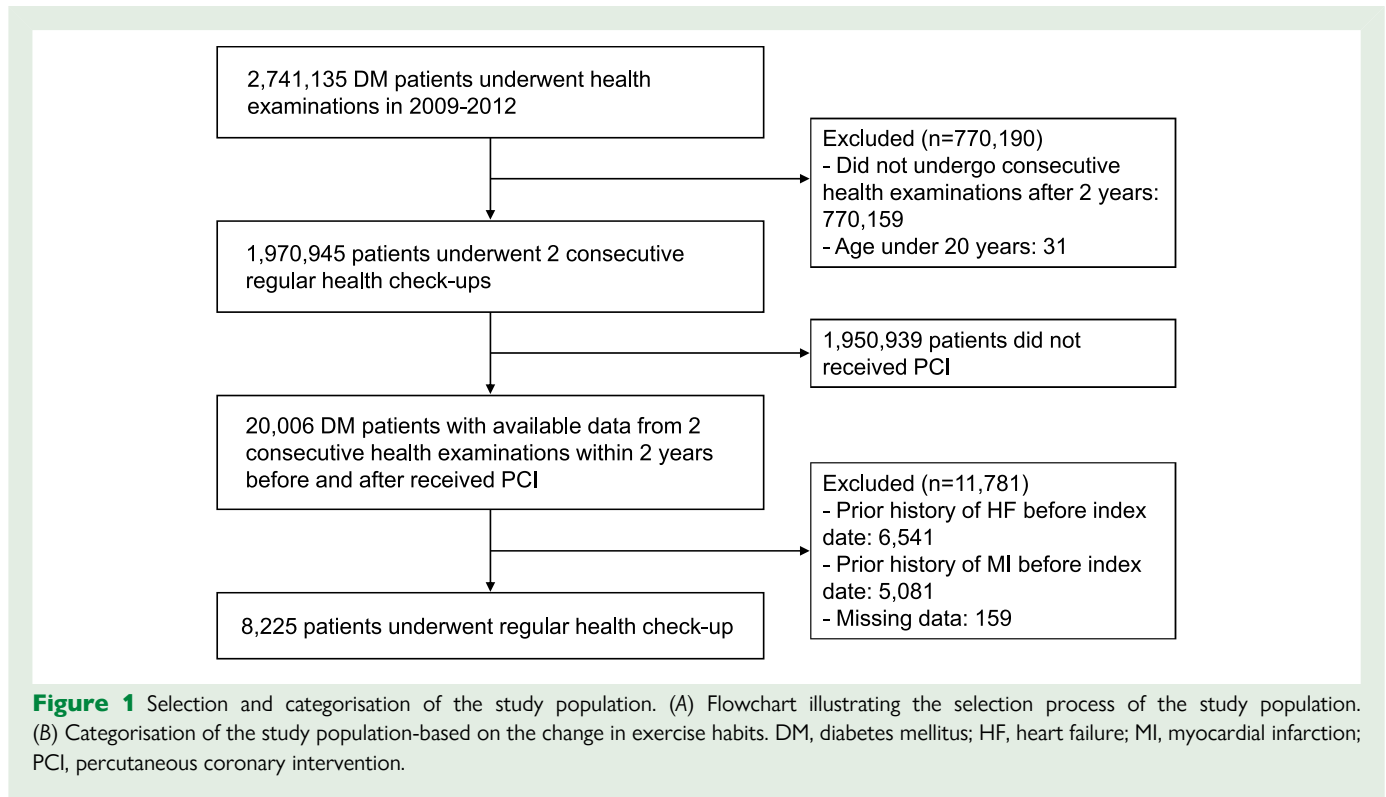 2,741,135 DM patients underwent health
examinations in 2009-2012
Excluded (n=770,190)
- Did not undergo consecutive
health examinations after 2 years:
770,159
- Age under 20 years: 31
1,970,945 patients underwent 2 consecutive
regular health check-ups
1,950,939 patients did not
received PCI
20,006 DM patients with available data from 2
consecutive health examinations within 2 years
before and after received PCI
Excluded (n=11,781)
- Prior history of HF before index
date: 6,541
- Prior history of MI before index
date: 5,081
- Missing data: 159
8,225 patients underwent regular health check-up
Figure 1 Selection and categorisation of the study population. (A) Flowchart illustrating the selection process of the study population.
(B) Categorisation of the study population-based on the change in exercise habits. DM, diabetes mellitus; HF, heart failure; MI, myocardial infarction;
PCI, percutaneous coronary intervention.